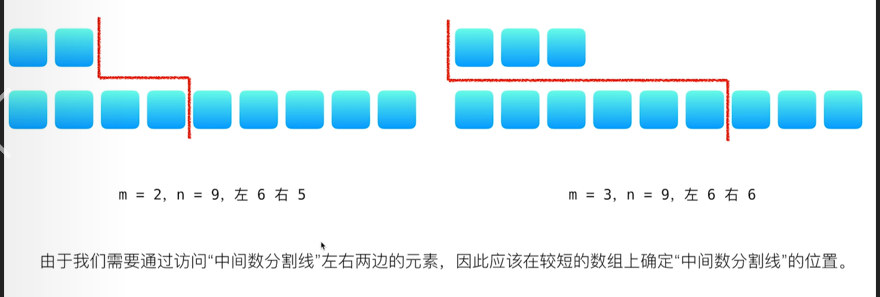 m = 2, n = 9, 左 6 右 5
m = 3, n = 9, 左 6 右 6
由于我们需要通过访问“中间数分割线”左右两边的元素，因此应该在较短的数组上确定“中间数分割线”的位置。